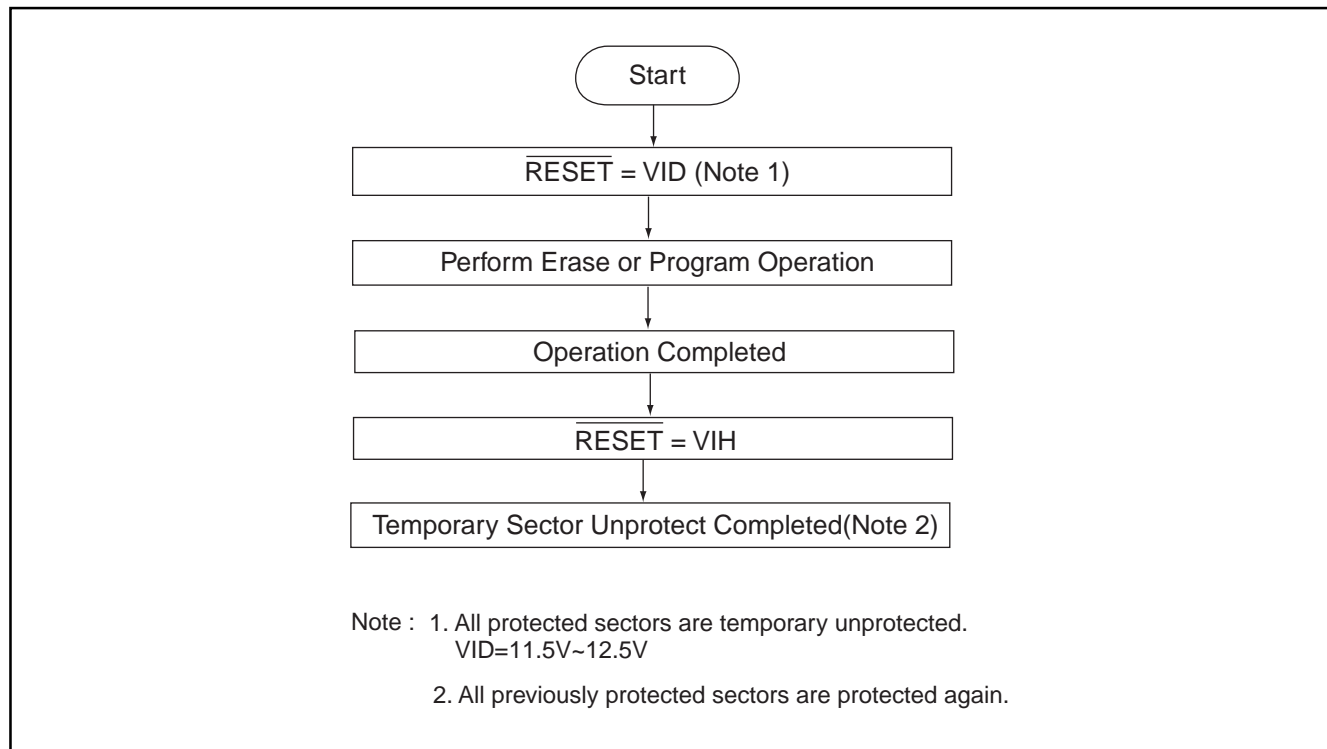 Start
RESET = VID (Note 1)
Perform Erase or Program Operation
Operation Completed
RESET = VIH
Temporary Sector Unprotect Completed(Note 2)
Note : 1. All protected sectors are temporary unprotected.
VID=11.5V~12.5V
2. All previously protected sectors are protected again.